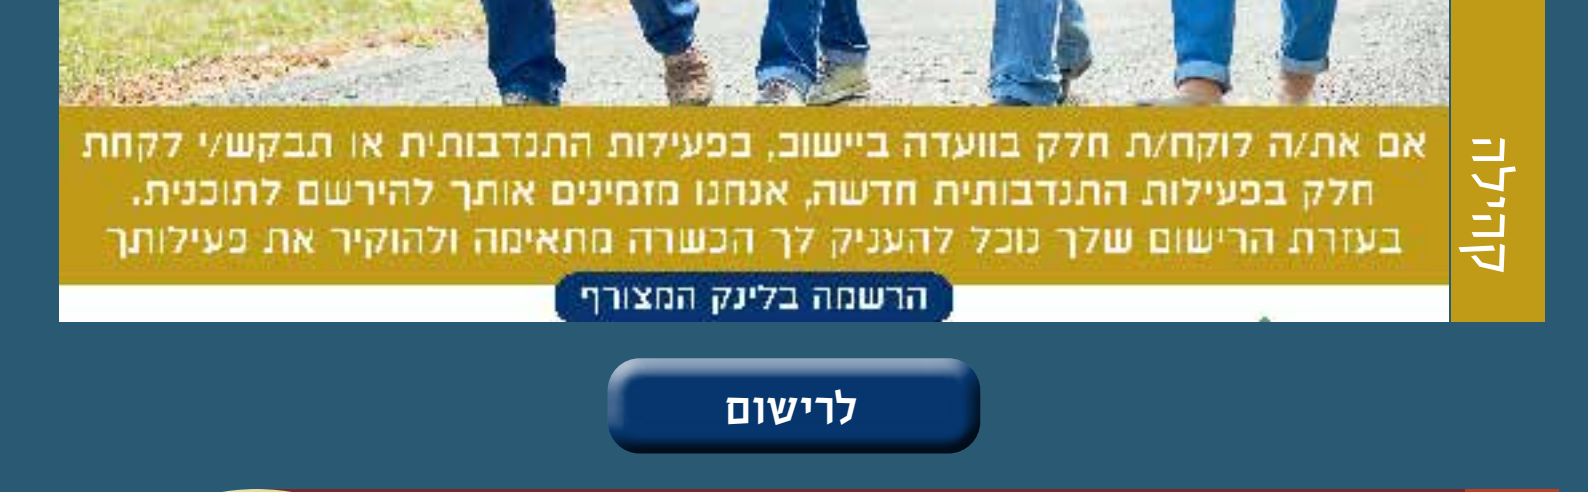 אם את/ה לוקח/ת חלק בוועדה ביישוב, בפעילות התנדבותית או תבקש/י לקחת
חלק בפעילות התנדבותית חדשה, אנחנו מזמינים אותך להירשם לתוכנית.
בעזרת הרישום שלך נוכל להעניק לך הכשרה מתאימה ולהוקיר את פעילותך
הרשמה בלינק המצורף
קהילה
לרישום